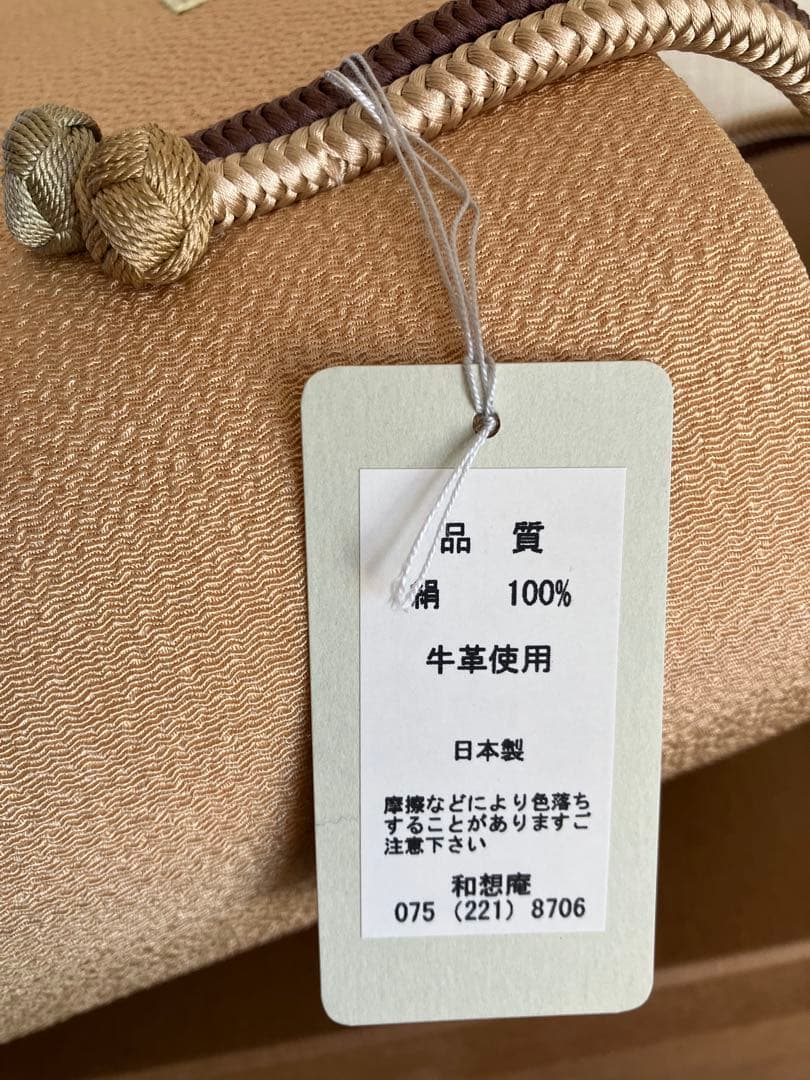 品 質
絹 100%
牛革使用
日本製
摩擦などにより色落ち
することがありますご
注意下さい
和想庵
075 (221) 8706